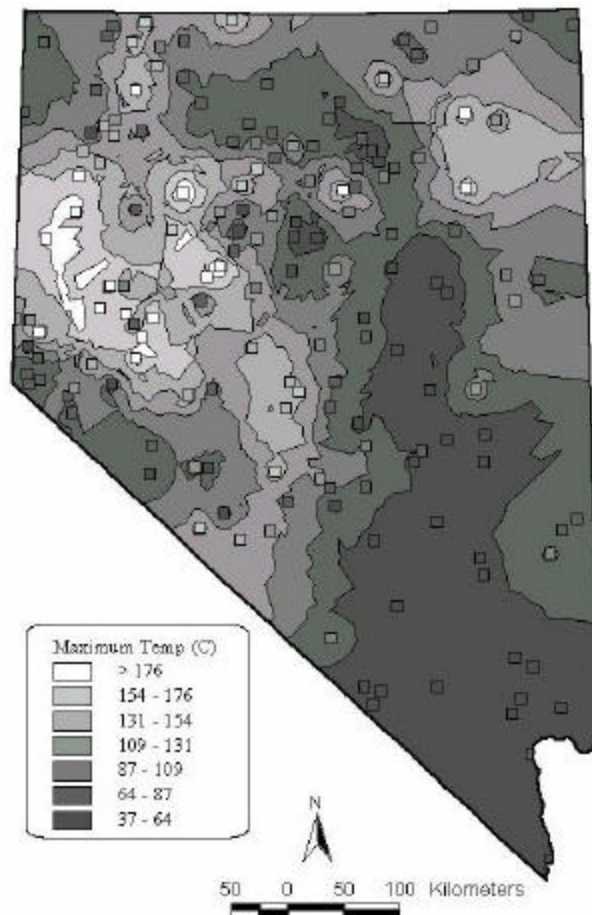 Maximum Temp (C)
> 176
154 - 176
131 - 154
109 - 131
87 - 109
64 - 87
37 - 64
N
50 0 50 100 Kilometers